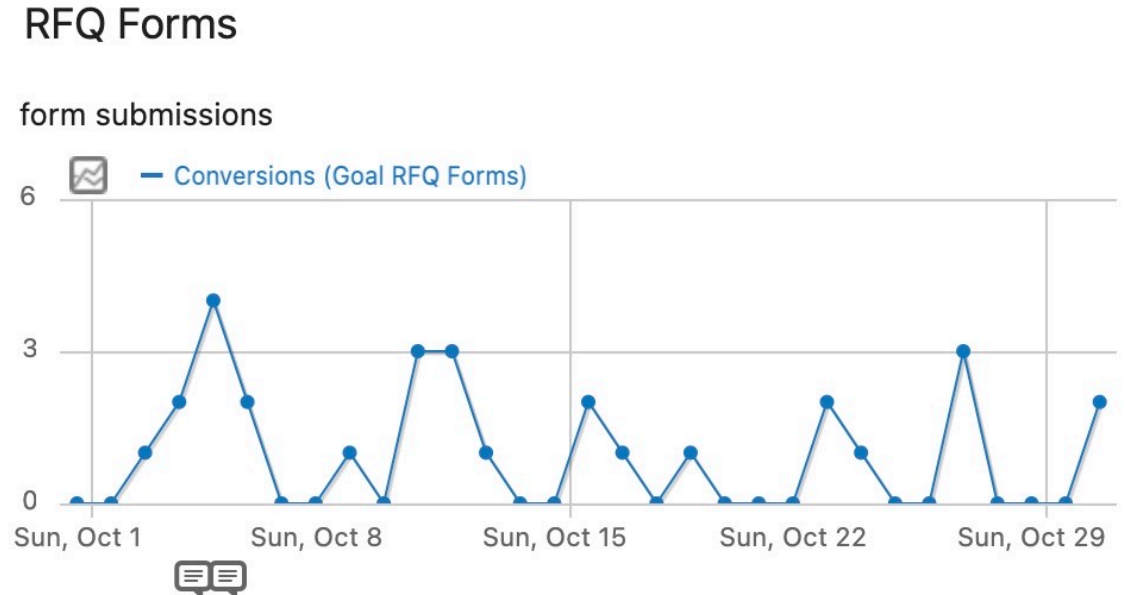 RFQ Forms
form submissions
Conversions (Goal RFQ Forms)
6
3
0
Sun, Oct 1 Sun, Oct 8 Sun, Oct 15 Sun, Oct 22 Sun, Oct 29